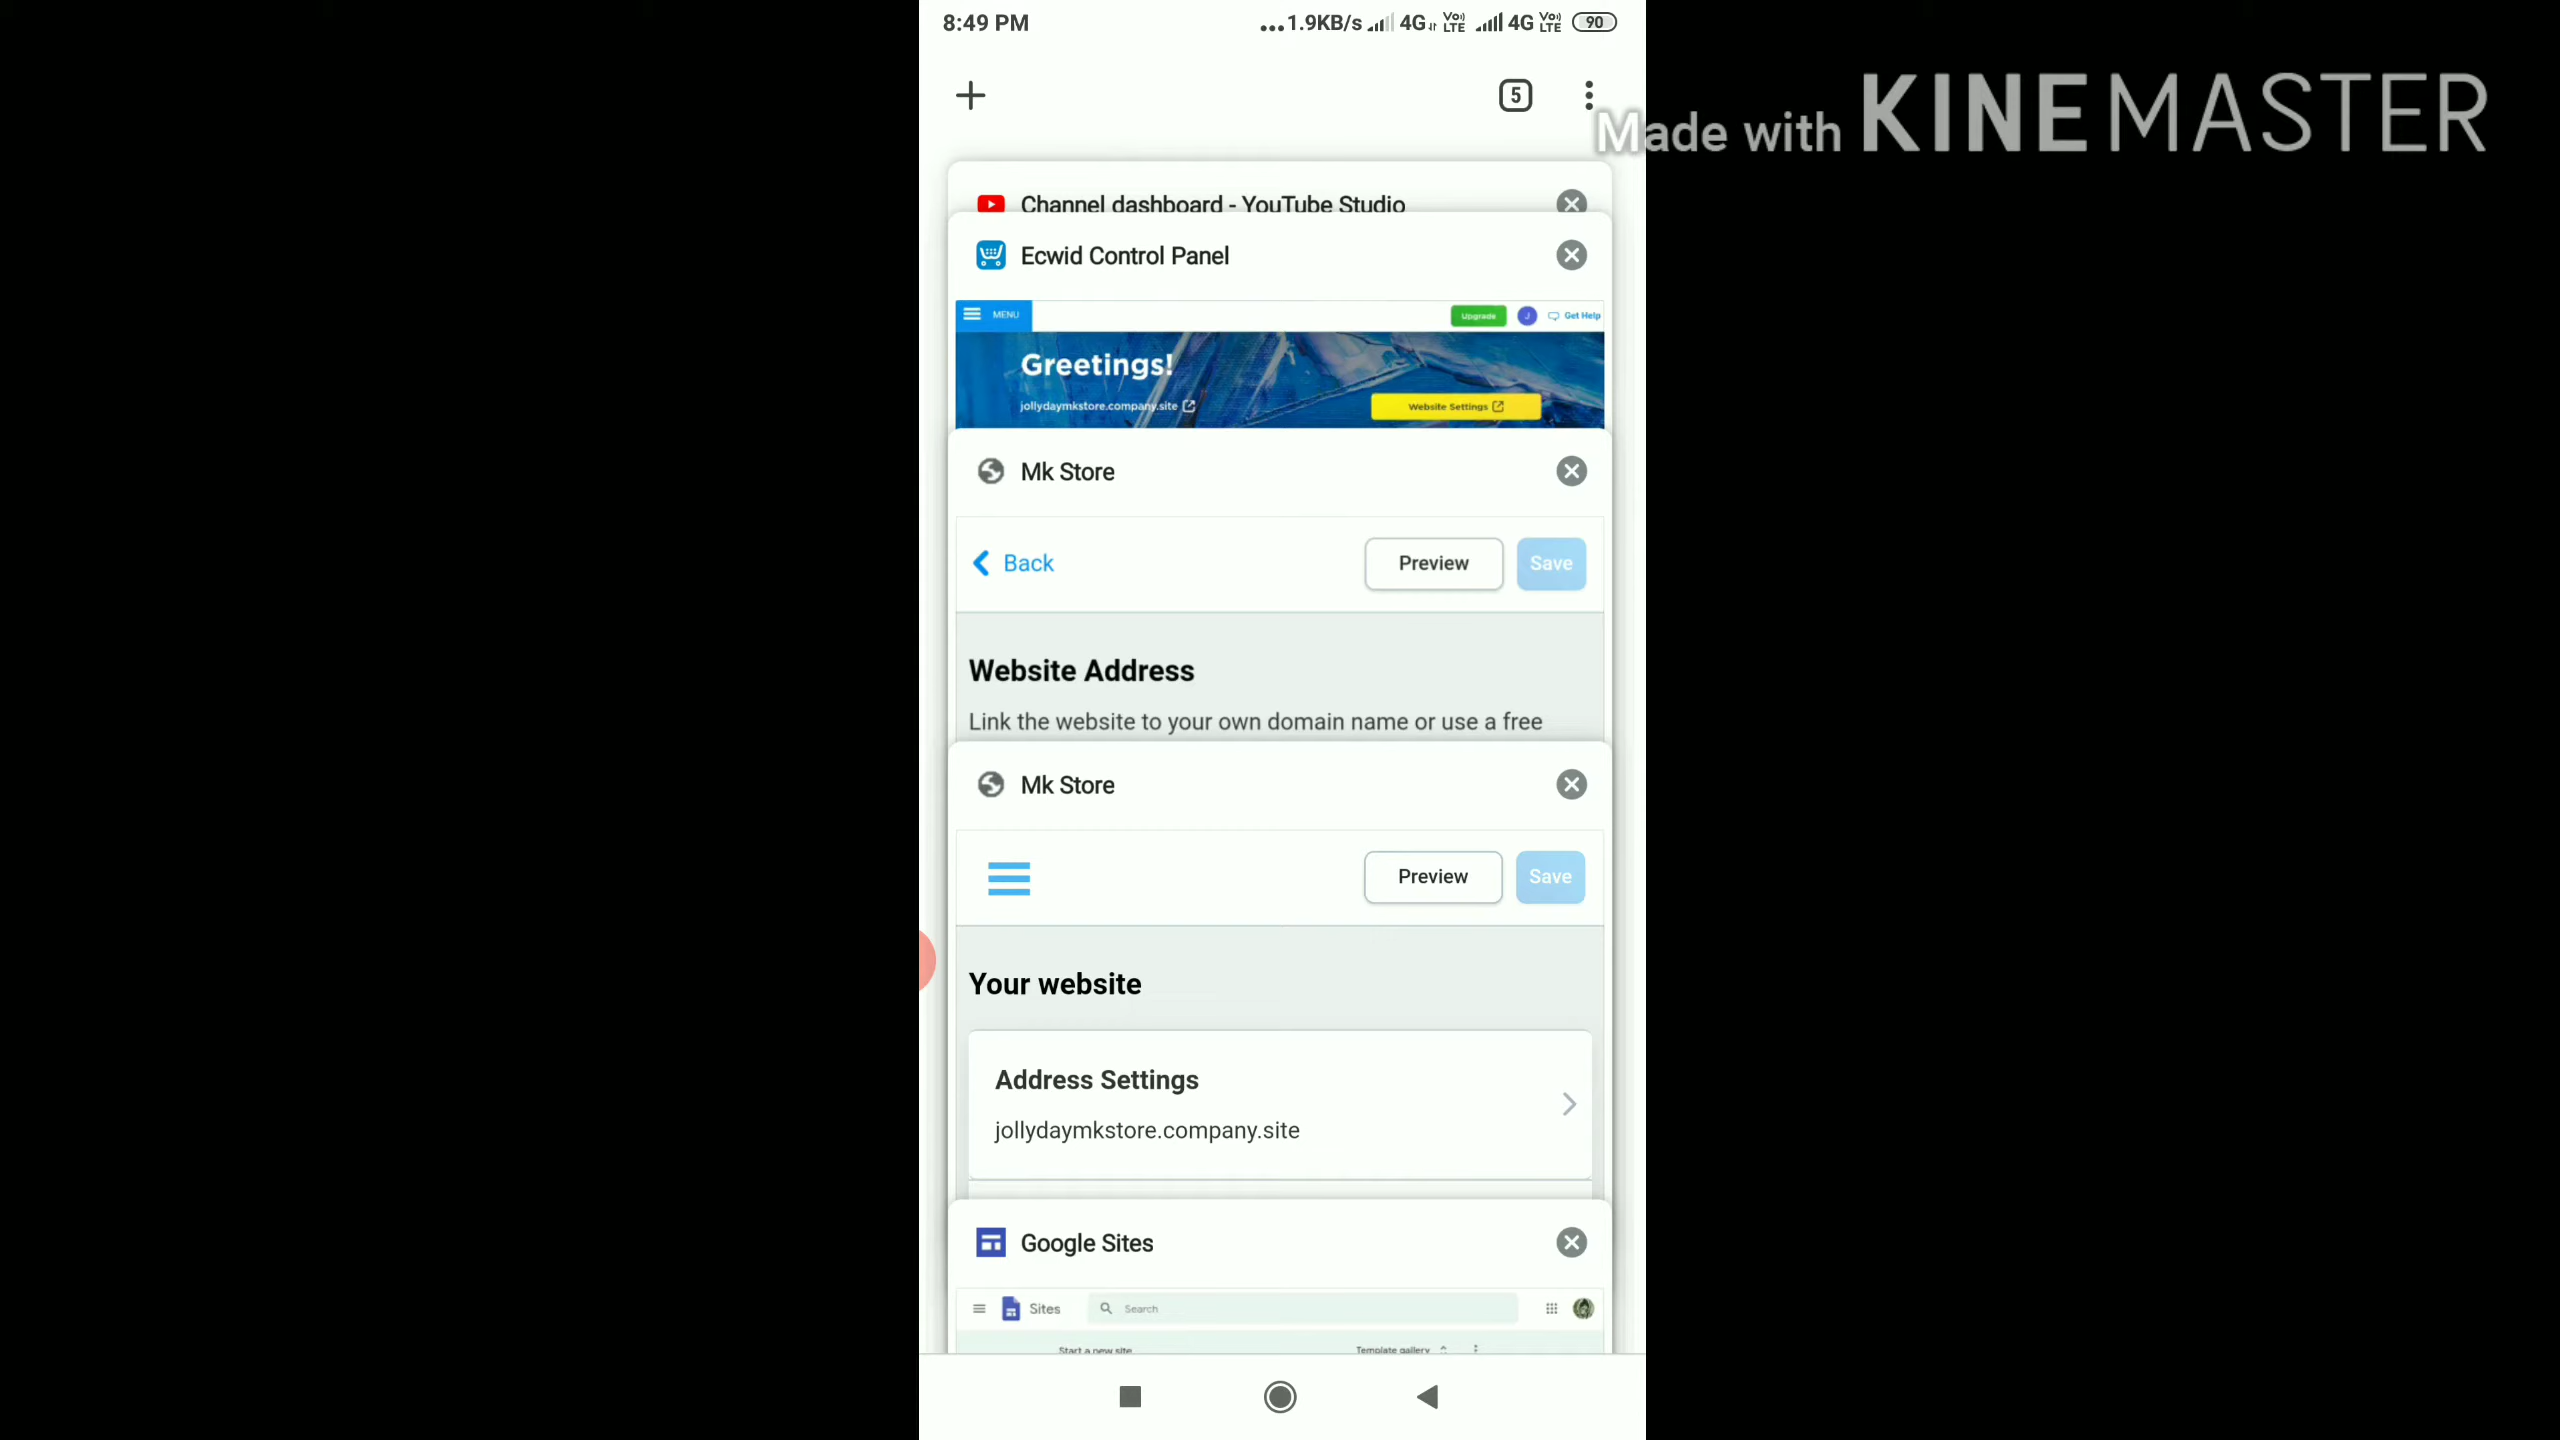 8:49 PM
...1.9KB/s 4G Vo) LTE 4G Vo) LTE 90
5
Made with KINEMASTER
Channel dashboard - YouTube Studio
Ecwid Control Panel
MENU
Upgrade
J
Get Help
Greetings!
jollydaymkstore.company.site
Website Settings
Mk Store
Back
Preview
Save
Website Address
Link the website to your own domain name or use a free
Mk Store
Preview
Save
Your website
Address Settings
jollydaymkstore.company.site
Google Sites
Sites
Search
Start a new site
Template gallery